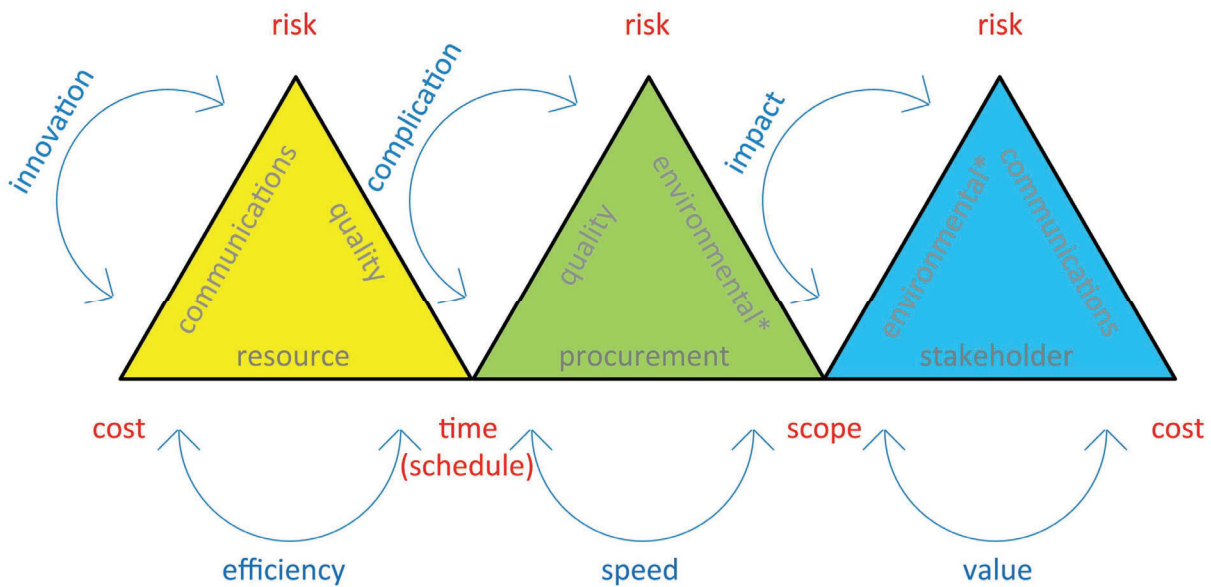 risk
risk
risk
innovation
complication
impact
communications
quality
quality
environmental*
environmental*
communications
resource
procurement
stakeholder
cost
time
(schedule)
scope
cost
efficiency
speed
value